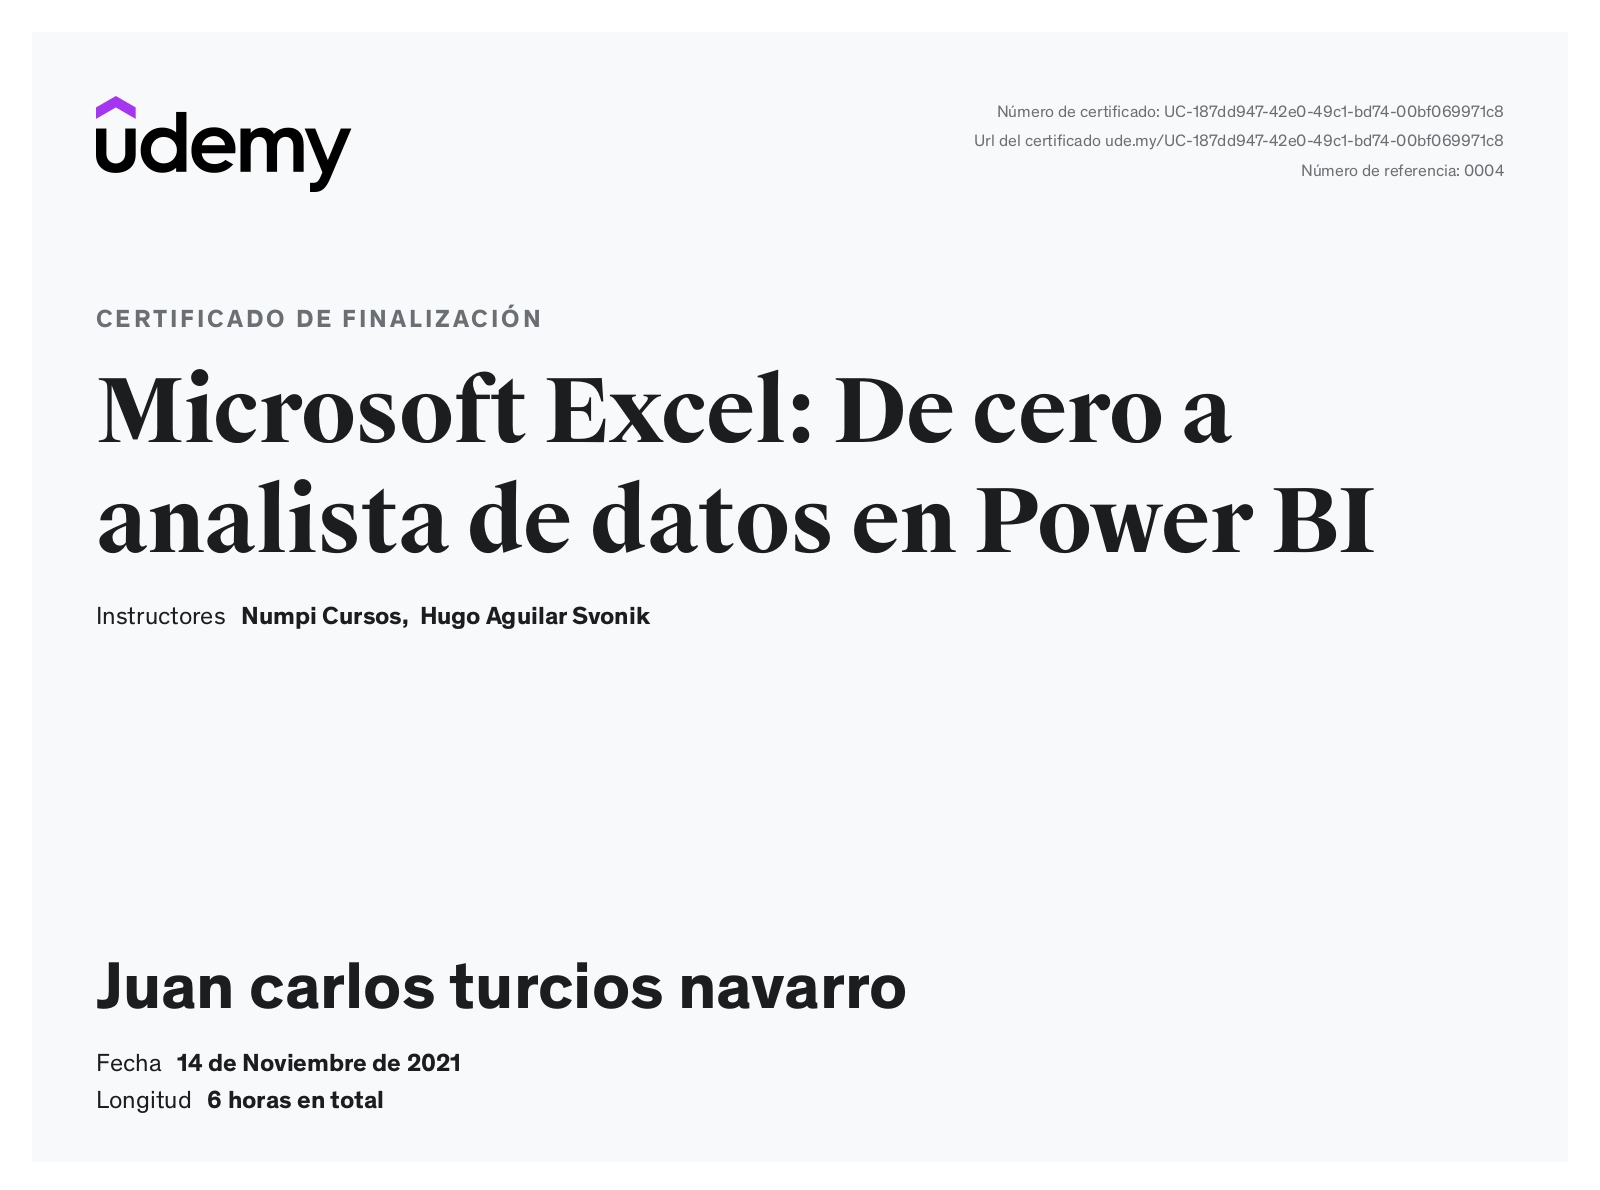 udemy
Número de certificado: UC-187dd947-42e0-49c1-bd74-00bf069971c8
Url del certificado ude.my/UC-187dd947-42e0-49c1-bd74-00bf069971c8
Número de referencia: 0004
CERTIFICADO DE FINALIZACIÓN
Microsoft Excel: De cero a
analista de datos en Power BI
Instructores Numpi Cursos, Hugo Aguilar Svonik
Juan carlos turcios navarro
Fecha 14 de Noviembre de 2021
Longitud 6 horas en total